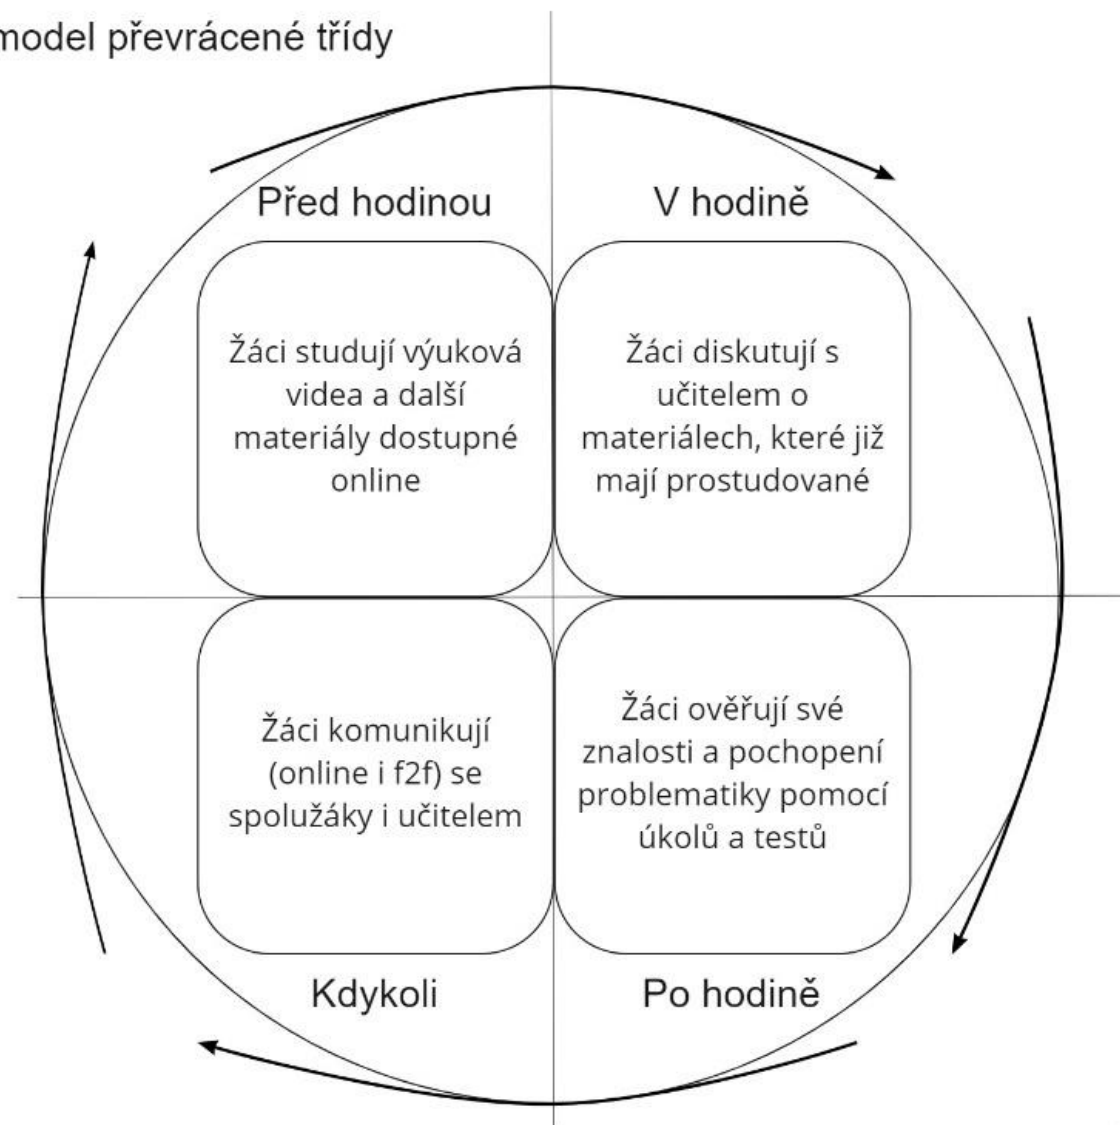 model převrácené třídy
Před hodinou
V hodině
Žáci studují výuková
videa a další
materiály dostupné
online
Žáci diskutují s
učitelem o
materiálech, které již
mají prostudované
Žáci komunikují
(online i f2f) se
spolužáky i učitelem
Žáci ověřují své
znalosti a pochopení
problematiky pomocí
úkolů a testů
Kdykoli
Po hodině